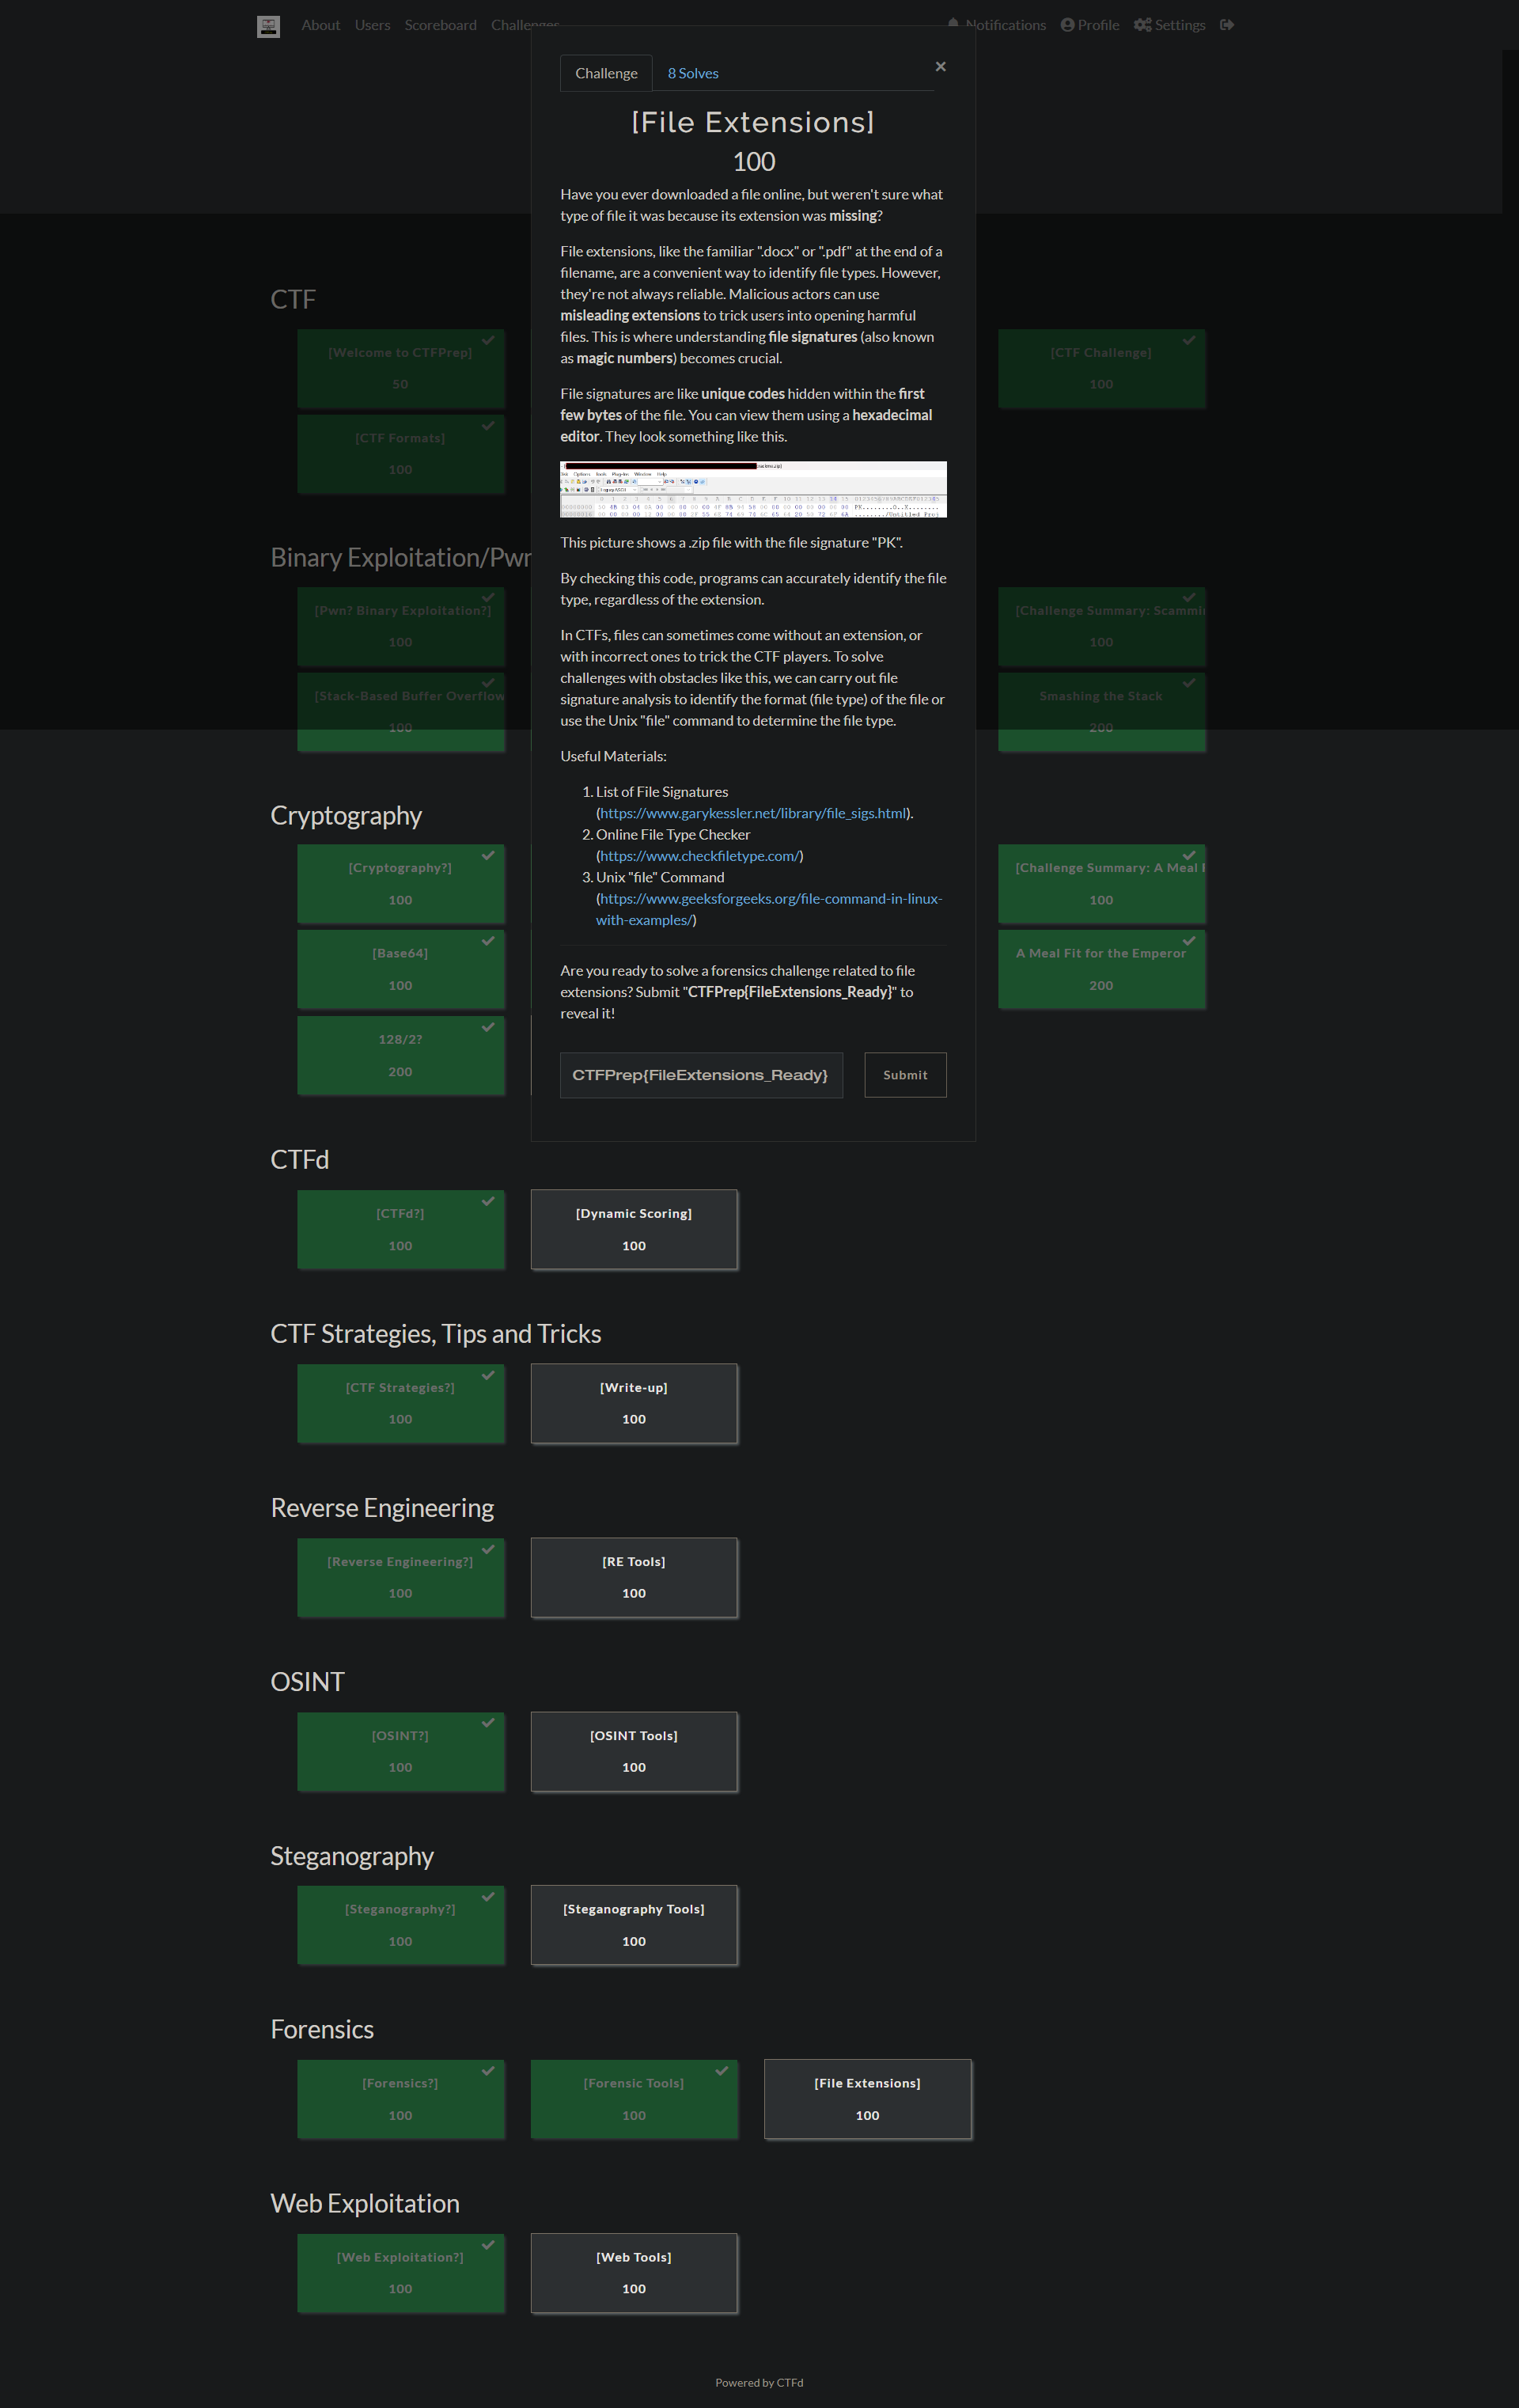 About Users Scoreboard Challenges
Notifications Profile Settings
Challenge
8 Solves
×
[File Extensions]
100
Have you ever downloaded a file online, but weren't sure what
type of file it was because its extension was missing?
File extensions, like the familiar ".docx" or ".pdf" at the end of a
filename, are a convenient way to identify file types. However,
they're not always reliable. Malicious actors can use
misleading extensions to trick users into opening harmful
files. This is where understanding file signatures (also known
as magic numbers) becomes crucial.
File signatures are like unique codes hidden within the first
few bytes of the file. You can view them using a hexadecimal
editor. They look something like this.
This picture shows a .zip file with the file signature "PK".
By checking this code, programs can accurately identify the file
type, regardless of the extension.
In CTFs, files can sometimes come without an extension, or
with incorrect ones to trick the CTF players. To solve
challenges with obstacles like this, we can carry out file
signature analysis to identify the format (file type) of the file or
use the Unix "file" command to determine the file type.
Useful Materials:
1. List of File Signatures
(https://www.garykessler.net/library/file_sigs.html).
2. Online File Type Checker
(https://www.checkfiletype.com/)
3. Unix "file" Command
(https://www.geeksforgeeks.org/file-command-in-linux-
with-examples/)
Are you ready to solve a forensics challenge related to file
extensions? Submit "CTFPrep{FileExtensions_Ready}" to
reveal it!
CTFPrep{FileExtensions_Ready}
Submit
CTF
[Welcome to CTFPrep]
50
[CTF Challenge]
100
[CTF Formats]
100
Binary Exploitation/Pwn
[Pwn? Binary Exploitation?]
100
[Challenge Summary: Scammi
100
[Stack-Based Buffer Overflow
100
Smashing the Stack
200
Cryptography
[Cryptography?]
100
[Challenge Summary: A Meal
100
[Base64]
100
A Meal Fit for the Emperor
200
128/2?
200
CTFd
[CTFd?]
100
[Dynamic Scoring]
100
CTF Strategies, Tips and Tricks
[CTF Strategies?]
100
[Write-up]
100
Reverse Engineering
[Reverse Engineering?]
100
[RE Tools]
100
OSINT
[OSINT?]
100
[OSINT Tools]
100
Steganography
[Steganography?]
100
[Steganography Tools]
100
Forensics
[Forensics?]
100
[Forensic Tools]
100
[File Extensions]
100
Web Exploitation
[Web Exploitation?]
100
[Web Tools]
100
Powered by CTFd